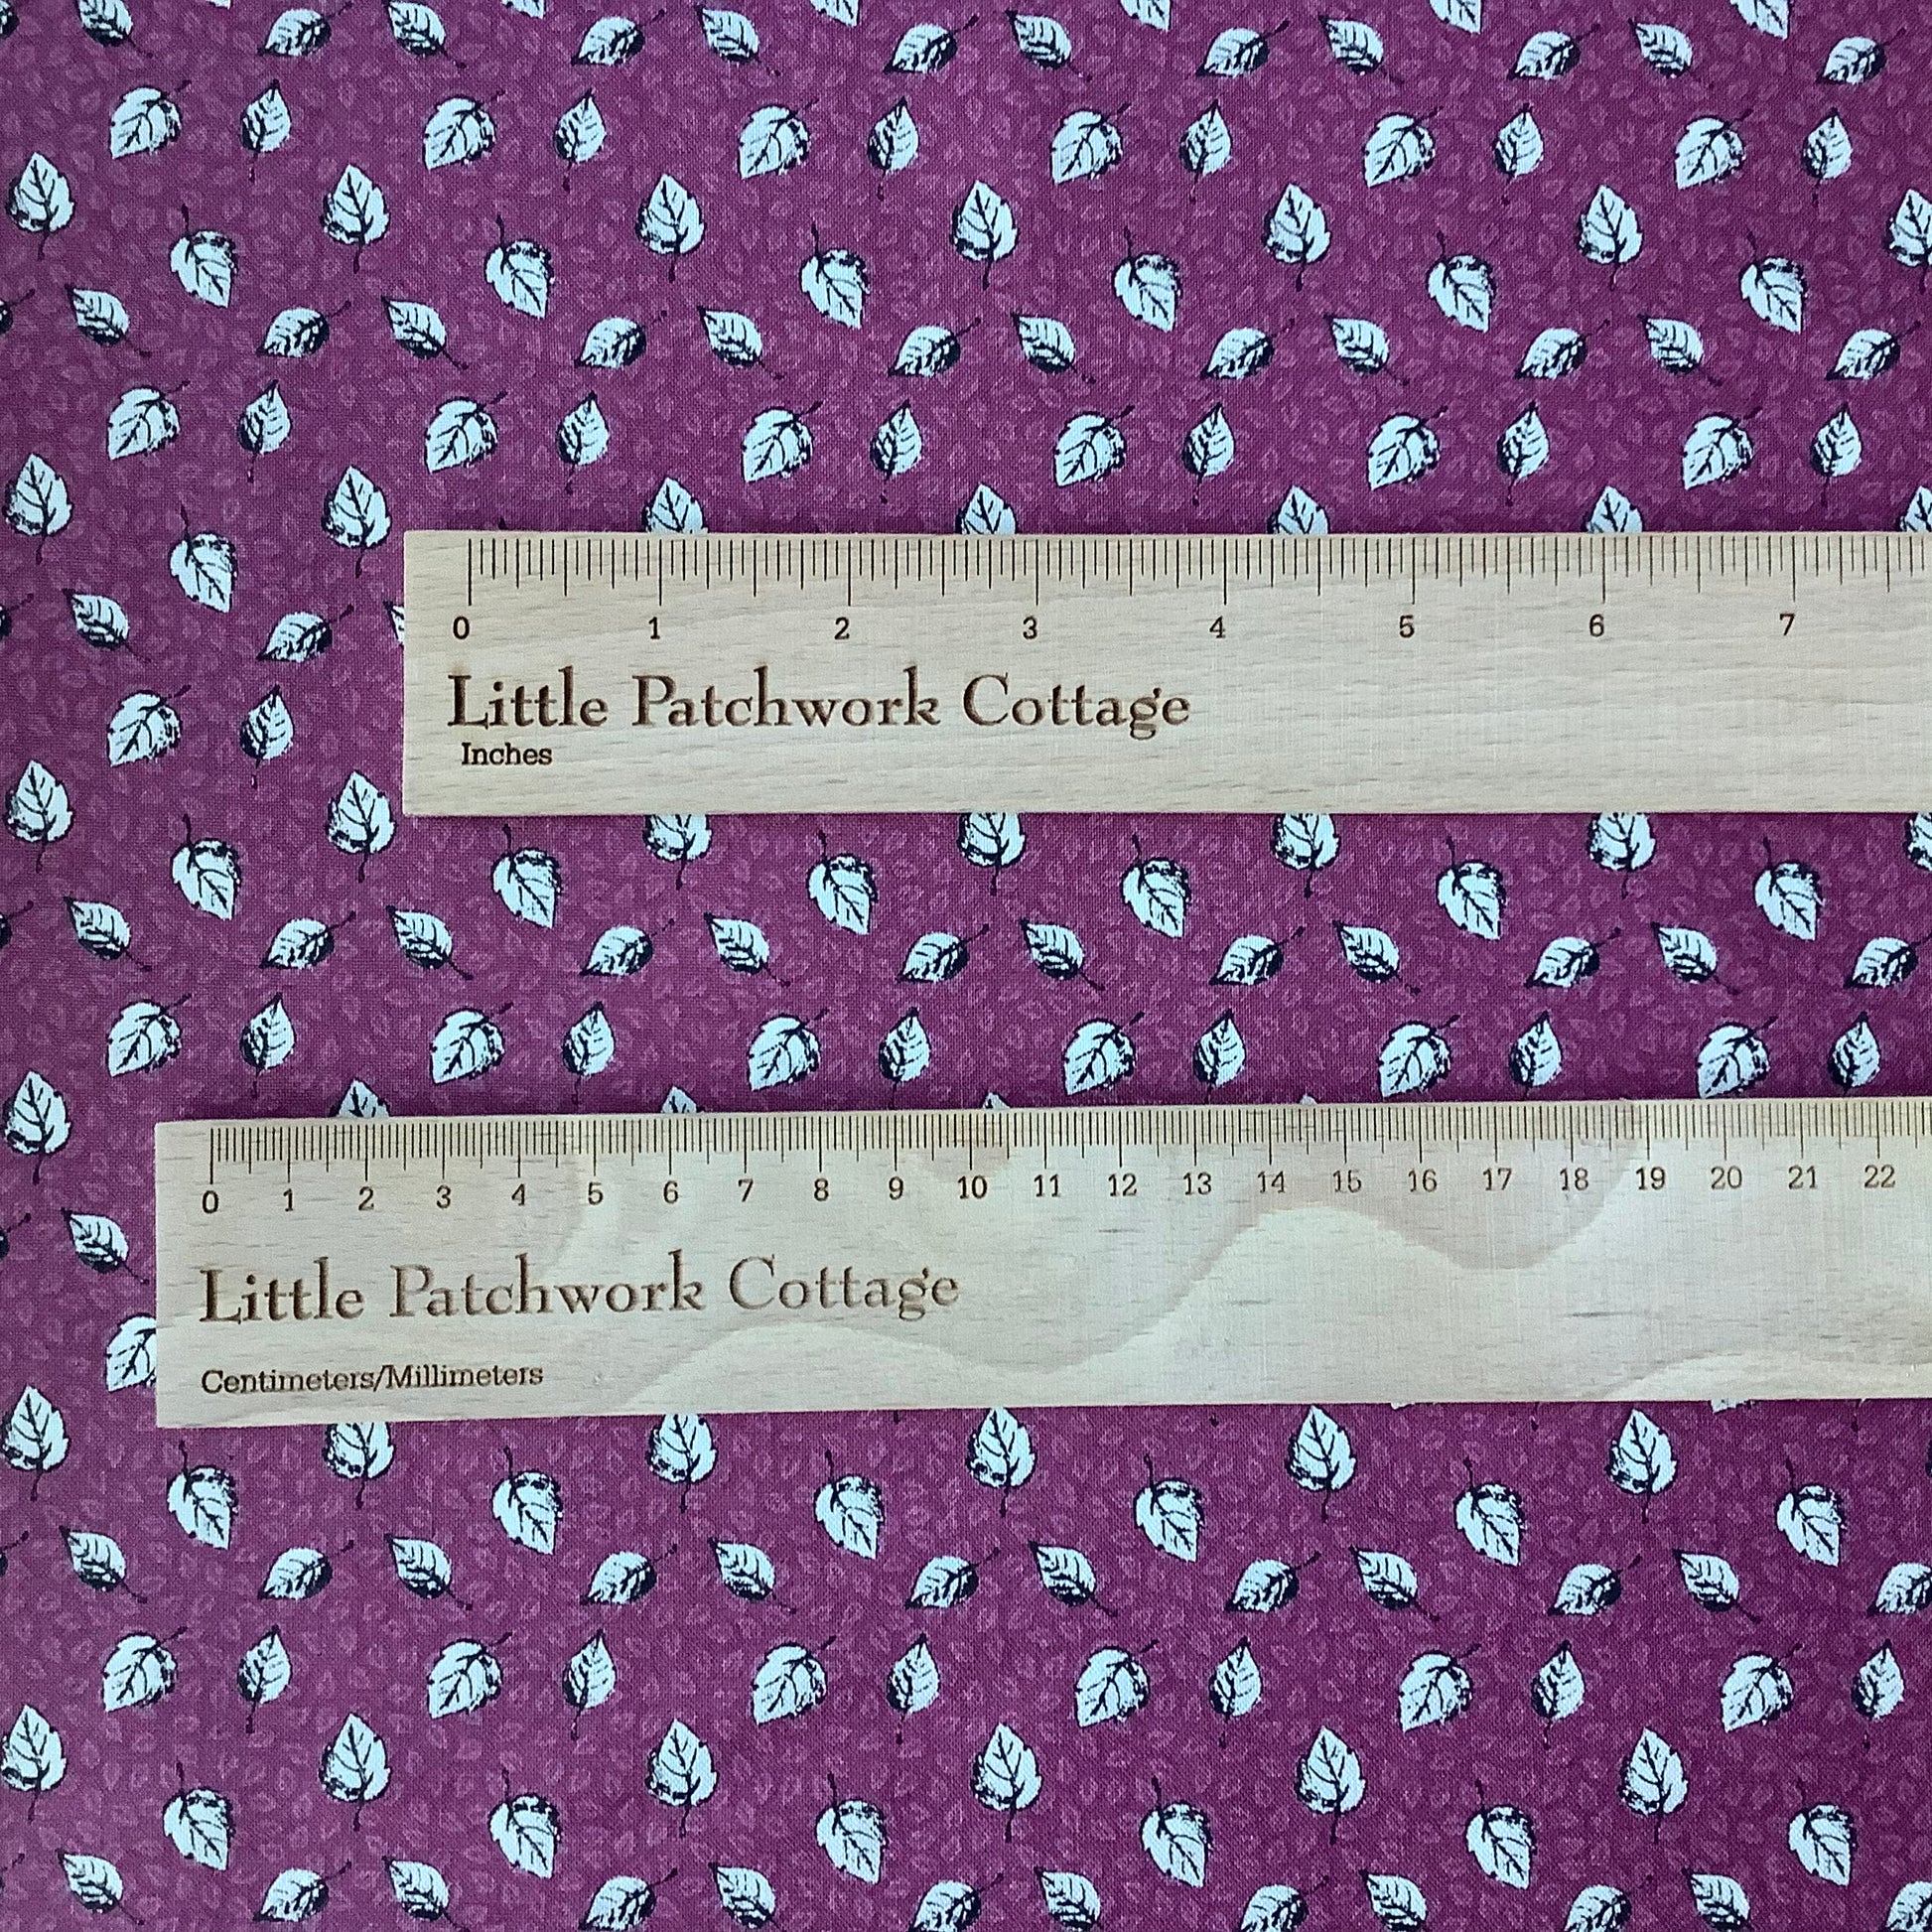 0 1 2 3 4 5 6 7
Little Patchwork Cottage
Inches
0 1 2 3 4 5 6 7 8 9 10 11 12 13 14 15 16 17 18 19 20 21 22
Little Patchwork Cottage
Centimeters/Millimeters